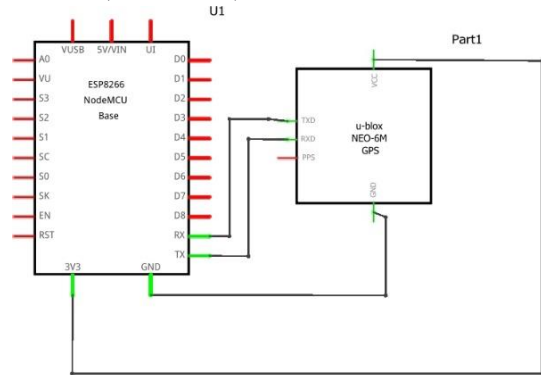 U1
VUSB
5V/VIN
UI
A0
VU
S3
S2
S1
SC
S0
SK
EN
RST
ESP8266
NodeMCU
Base
D0
D1
D2
D3
D4
D5
D6
D7
D8
RX
TX
3V3
GND
Part1
VCC
TXD
RXD
PPS
u-blox
NEO-6M
GPS
GND